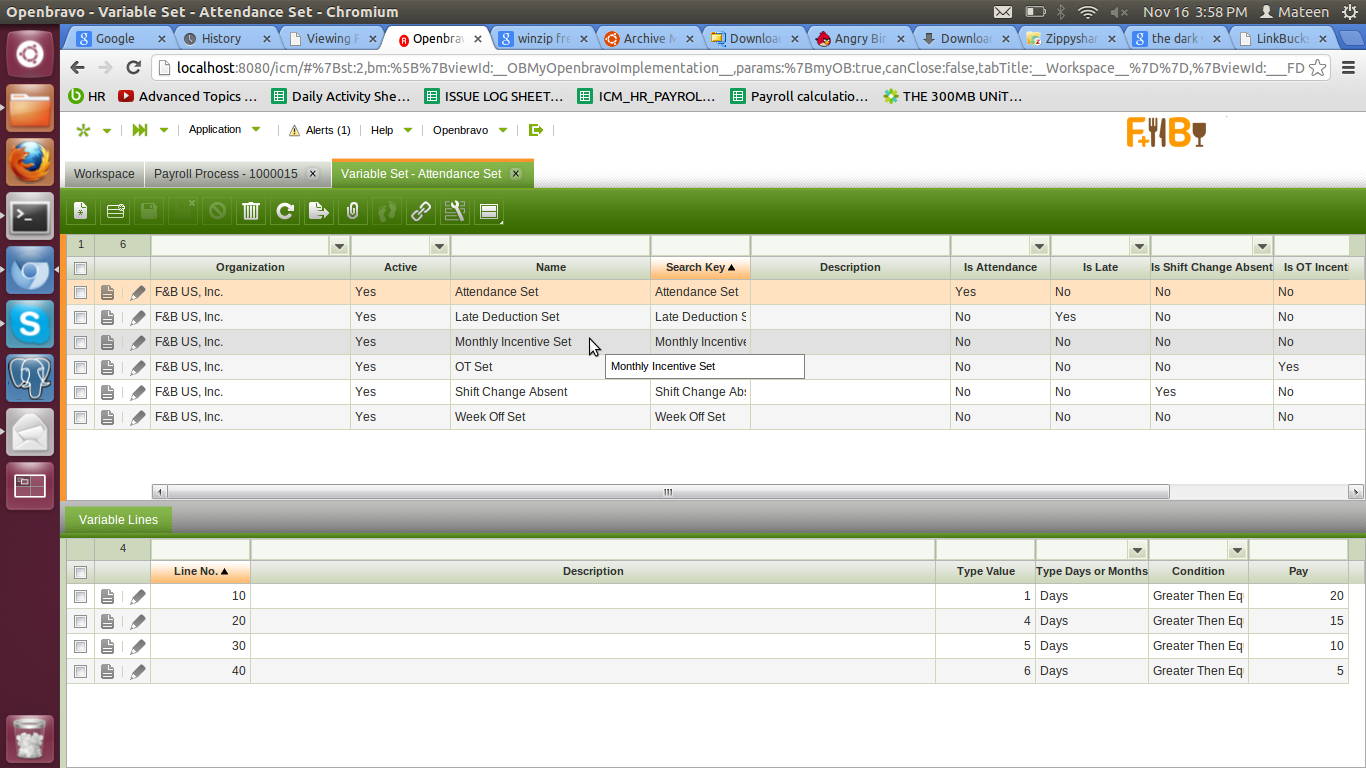 Openbravo - Variable Set - Attendance Set - Chromium
Nov 16 3:58 PM Mateen
Google
History
Viewing F
Openbrav
winzip fre
Archive M
Download
Angry Bir
Download
Zippyshar
the dark
LinkBucks
localhost:8080/icm/#%7Bst:2,bm:%5B%7BviewId:__OBMyOpenbravoImplementation__,params:%7BmyOB:true,canClose:false,tabTitle:__Workspace__%7D%7D,%7BviewId:___FD
HR
Advanced Topics ...
Daily Activity She...
ISSUE LOG SHEET...
ICM_HR_PAYROL...
Payroll calculatio...
THE 300MB UNiT...
Application
Alerts (1)
Help
Openbravo
F+B
Workspace
Payroll Process - 1000015
Variable Set - Attendance Set
1 6
Organization Active Name Search Key Description Is Attendance Is Late Is Shift Change Absent Is OT Incenti
F&B US, Inc. Yes Attendance Set Attendance Set Yes No No No
F&B US, Inc. Yes Late Deduction Set Late Deduction S No Yes No No
F&B US, Inc. Yes Monthly Incentive Set Monthly Incentive No No No No
F&B US, Inc. Yes OT Set No No No Yes
Monthly Incentive Set
F&B US, Inc. Yes Shift Change Absent Shift Change Abs No No Yes No
F&B US, Inc. Yes Week Off Set Week Off Set No No No No
Variable Lines
4
Line No. Description Type Value Type Days or Months Condition Pay
10 1 Days Greater Then Equ 20
20 4 Days Greater Then Equ 15
30 5 Days Greater Then Equ 10
40 6 Days Greater Then Equ 5